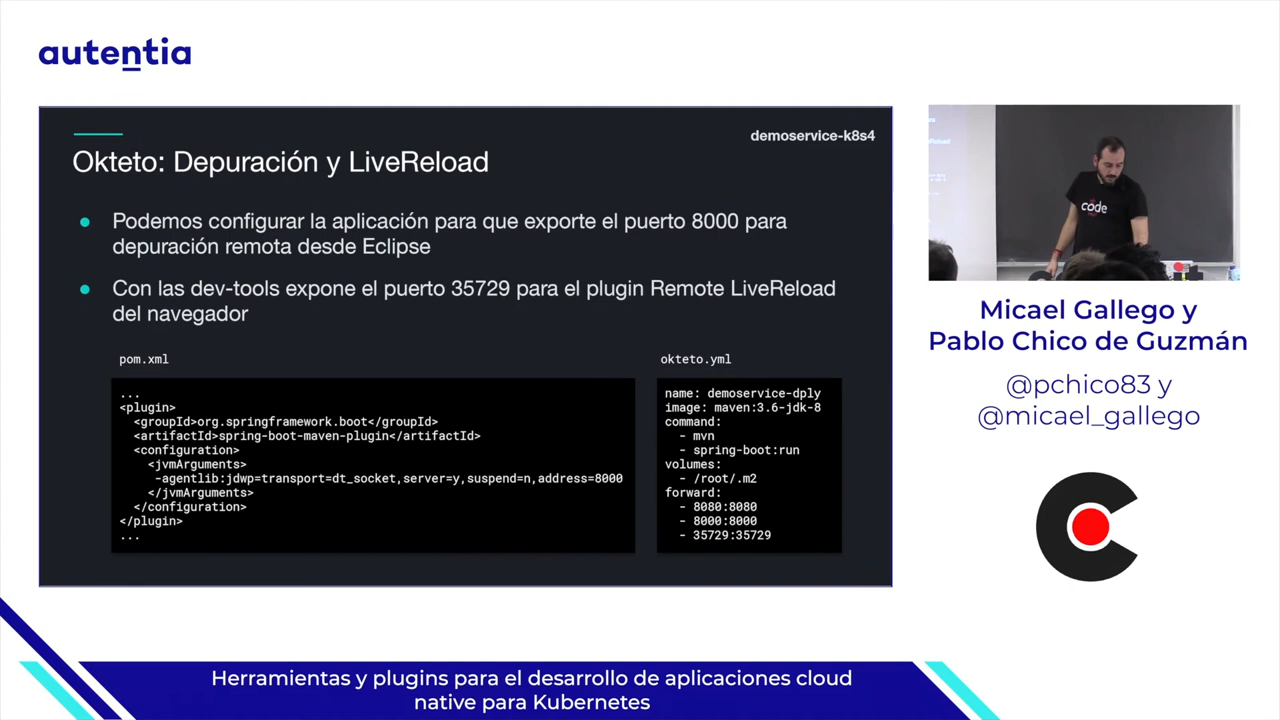 autentia
demoservice-k8s4
Okteto: Depuración y LiveReload
● Podemos configurar la aplicación para que exporte el puerto 8000 para
depuración remota desde Eclipse
● Con las dev-tools expone el puerto 35729 para el plugin Remote LiveReload
del navegador
pom.xml
...
<plugin>
<groupId>org.springframework.boot</groupId>
<artifactId>spring-boot-maven-plugin</artifactId>
<configuration>
<jvmArguments>
-agentlib:jdwp=transport=dt_socket,server=y,suspend=n,address=8000
</jvmArguments>
</configuration>
</plugin>
...
okteto.yml
name: demoservice-dply
image: maven:3.6-jdk-8
command:
- mvn
- spring-boot:run
volumes:
- /root/.m2
forward:
- 8080:8080
- 8000:8000
- 35729:35729
code
Micael Gallego y
Pablo Chico de Guzmán
@pchico83 y
@micael_gallego
Herramientas y plugins para el desarrollo de aplicaciones cloud
native para Kubernetes